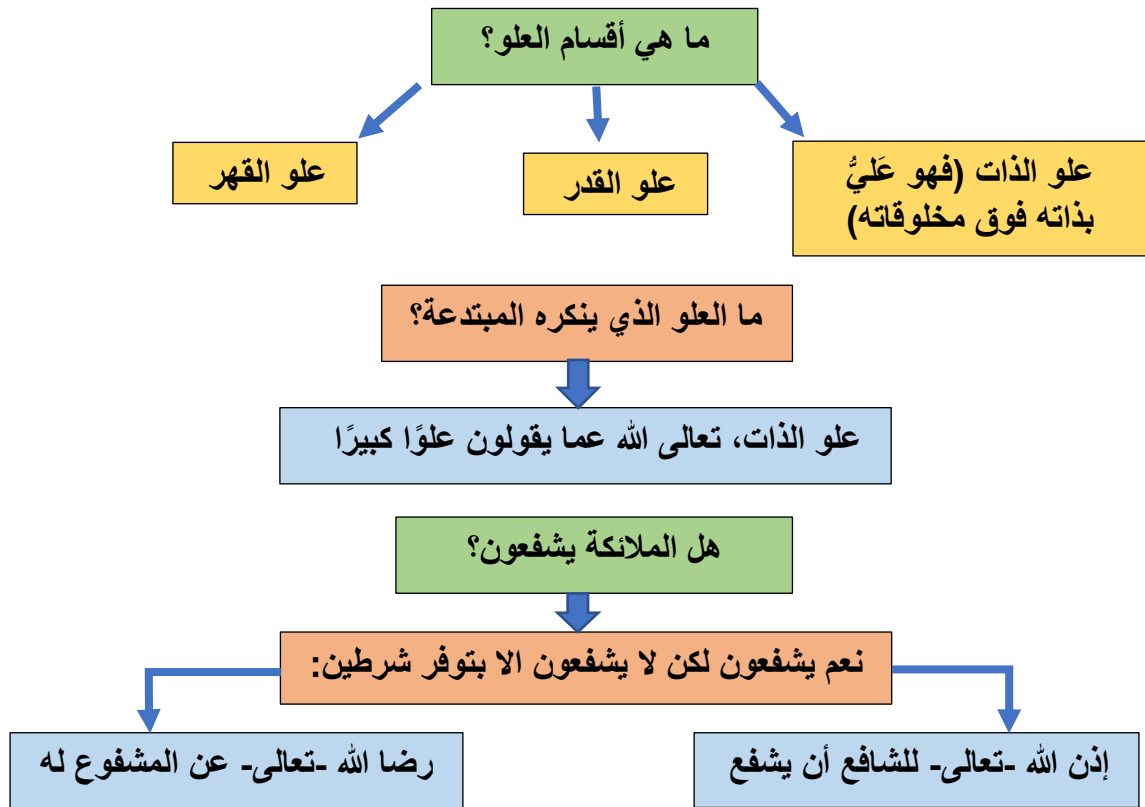 ما هي أقسام العلو؟
علو الذات (فهو عَليُّ
بذاته فوق مخلوقاته)
علو القدر
علو القهر
ما العلو الذي ينكره المبتدعة؟
علو الذات، تعالى الله عما يقولون علوًا كبيرًا
هل الملائكة يشفعون؟
نعم يشفعون لكن لا يشفعون الا بتوفر شرطين:
إذن الله -تعالى- للشافع أن يشفع
رضا الله -تعالى- عن المشفوع له